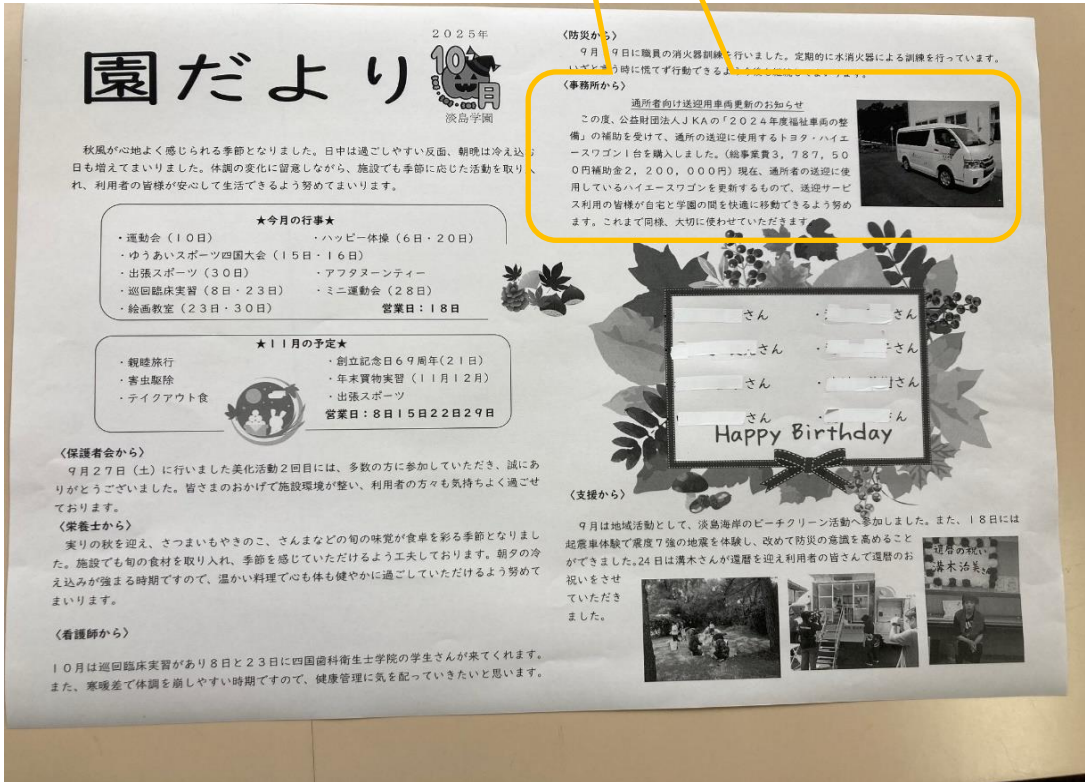 2025年
園だより
10月
淡島学園
秋風が心地よく感じられる季節となりました。日中は過ごしやすい反面、朝晩は冷え込む
日も増えてまいりました。体調の変化に留意しながら、施設でも季節に応じた活動を取り入
れ、利用者の皆様が安心して生活できるよう努めてまいります。
★今月の行事★
・運動会（10日）
・ハッピー体操（6日・20日）
・ゆうあいスポーツ四国大会（15日・16日）
・出張スポーツ（30日）
・アフタヌーンティー
・巡回臨床実習（8日・23日）
・ミニ運動会（28日）
・絵画教室（23日・30日）
営業日：18日
★11月の予定★
・親睦旅行
・創立記念日69周年(21日)
・害虫駆除
・年末買物実習（11月12月）
・テイクアウト食
・出張スポーツ
営業日：8日15日22日29日
〈保護者会から〉
9月27日（土）に行いました美化活動2回目には、多数の方に参加していただき、誠にあ
りがとうございました。皆さまのおかげで施設環境が整い、利用者の方々も気持ちよく過ごせ
ております。
〈栄養士から〉
実りの秋を迎え、さつまいもやきのこ、さんまなどの旬の味覚が食卓を彩る季節となりまし
た。施設でも旬の食材を取り入れ、季節を感じていただけるよう工夫しております。朝夕の冷
え込みが強まる時期ですので、温かい料理で心も体も健やかに過ごしていただけるよう努めて
まいります。
〈看護師から〉
10月は巡回臨床実習があり8日と23日に四国歯科衛生士学院の学生さんが来てくれます。
また、寒暖差で体調を崩しやすい時期ですので、健康管理に気を配っていきたいと思います。
〈防災から〉
9月19日に職員の消火器訓練を行いました。定期的に水消火器による訓練を行っています。
〈事務所から〉
通所者向け送迎用車両更新のお知らせ
この度、公益財団法人JKAの「2024年度福祉車両の整
備」の補助を受けて、通所の送迎に使用するトヨタ・ハイエ
ースワゴン1台を購入しました。（総事業費3，787，50
0円補助金2，200，000円）現在、通所者の送迎に使
用しているハイエースワゴンを更新するもので、送迎サービ
ス利用の皆様が自宅と学園の間を快適に移動できるよう努め
ます。これまで同様、大切に使わせていただきます。
さん
さん
さん
さん
さん
さん
さん
さん
Happy Birthday
〈支援から〉
9月は地域活動として、淡島海岸のビーチクリーン活動へ参加しました。また、18日には
起震車体験で震度7強の地震を体験し、改めて防災の意識を高めること
ができました。24日は溝木さんが還暦を迎え利用者の皆さんで還暦のお
祝いをさせ
ていただき
ました。
還暦の祝い
溝木治美さん